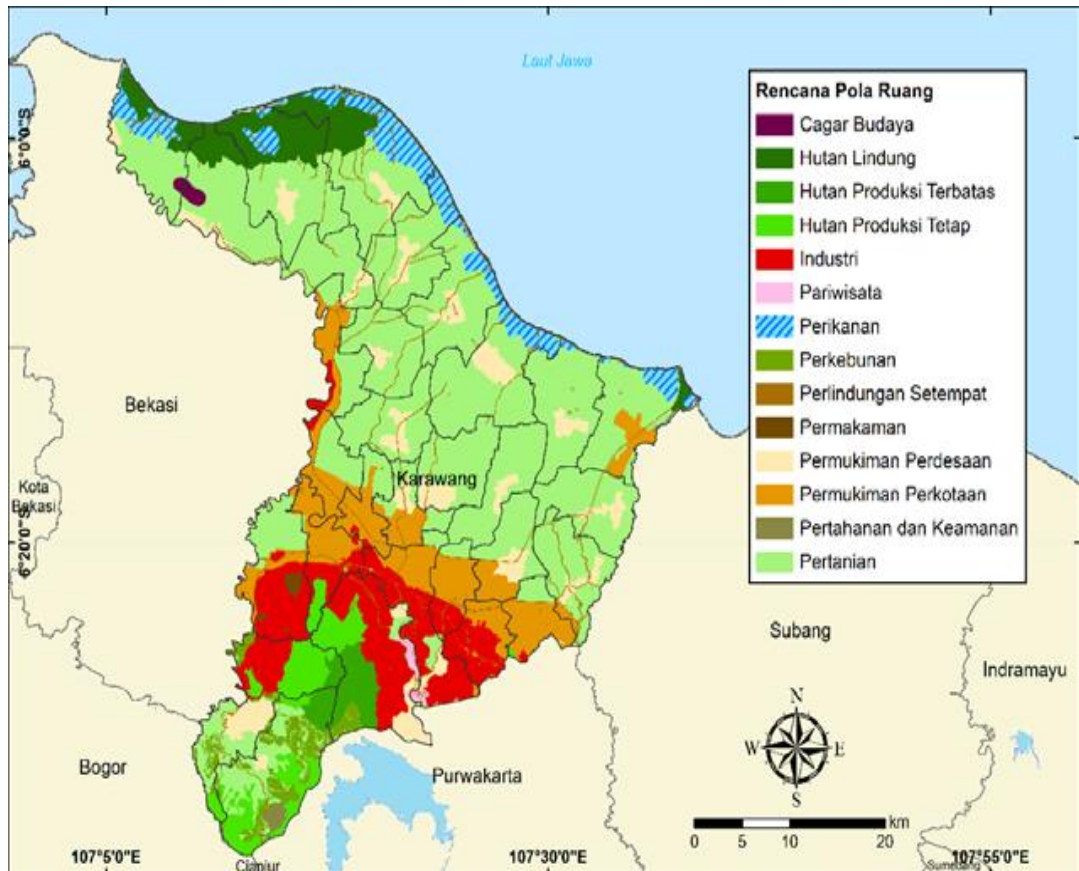 Laut Jawa
Rencana Pola Ruang
Cagar Budaya
Hutan Lindung
Hutan Produksi Terbatas
Hutan Produksi Tetap
Industri
Pariwisata
Perikanan
Perkebunan
Perlindungan Setempat
Permakaman
Permukiman Perdesaan
Permukiman Perkotaan
Pertahanan dan Keamanan
Pertanian
6°0'0"S
6°20'0"S
Bekasi
Kota
Bekasi
Karawang
Subang
Indramayu
Bogor
Purwakarta
Cianjur
Sumedang
N
W E
S
km
0 5 10 20
107°5'0"E
107°30'0"E
107°55'0"E